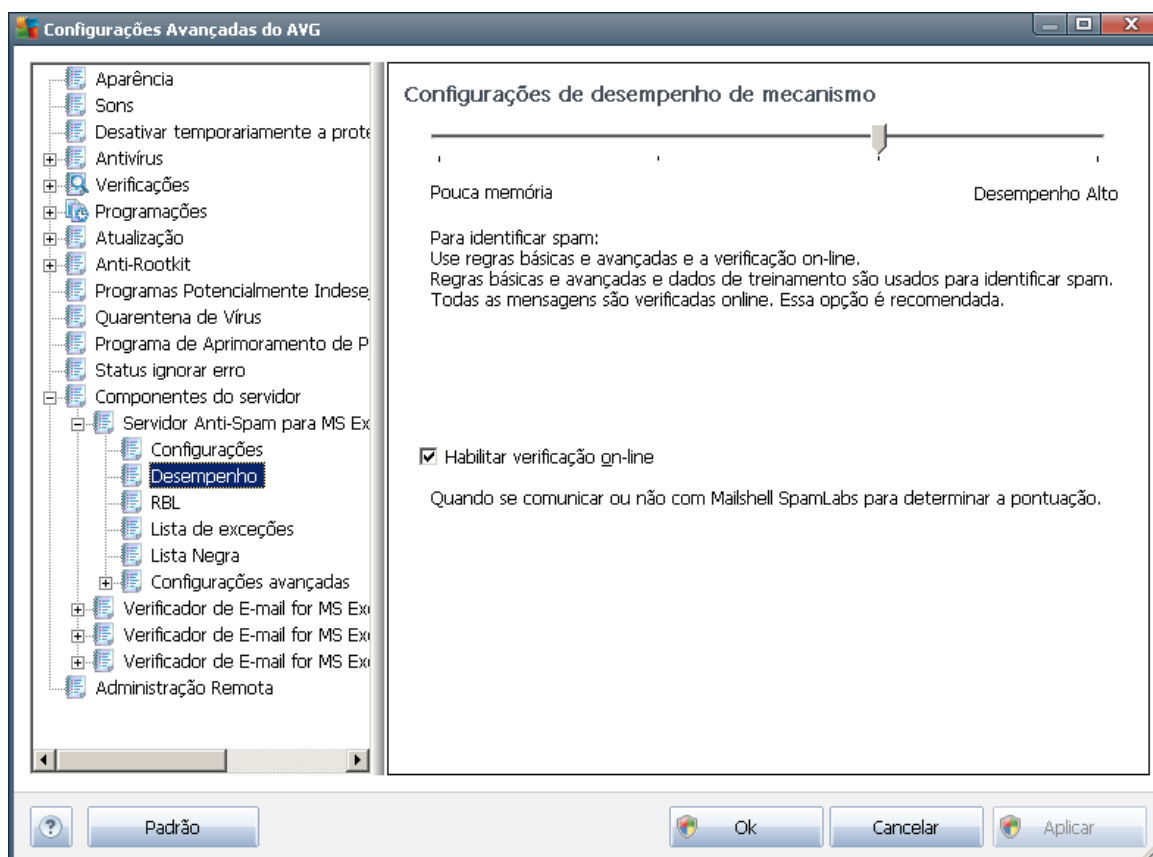 Configurações Avançadas do AVG
Aparência
Sons
Desativar temporariamente a prote
Antivírus
Verificações
Programações
Atualização
Anti-Rootkit
Programas Potencialmente Indese
Quarentena de Vírus
Programa de Aprimoramento de P
Status ignorar erro
Componentes do servidor
Servidor Anti-Spam para MS Ex
Configurações
Desempenho
RBL
Lista de exceções
Lista Negra
Configurações avançadas
Verificador de E-mail for MS Ex
Verificador de E-mail for MS Ex
Verificador de E-mail for MS Ex
Administração Remota
Configurações de desempenho de mecanismo
Pouca memória
Desempenho Alto
Para identificar spam:
Use regras básicas e avançadas e a verificação on-line.
Regras básicas e avançadas e dados de treinamento são usados para identificar spam.
Todas as mensagens são verificadas online. Essa opção é recomendada.
Habilitar verificação on-line
Quando se comunicar ou não com Mailshell SpamLabs para determinar a pontuação.
?
Padrão
Ok
Cancelar
Aplicar